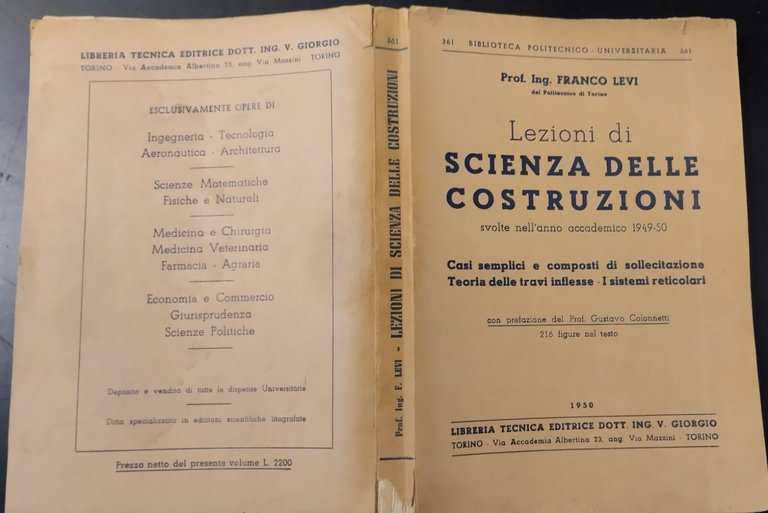 LIBRERIA TECNICA EDITRICE DOTT. ING. V. GIORGIO
TORINO - Via Accademia Albertina 23, ang. Via Mazzini - TORINO
ESCLUSIVAMENTE OPERE DI
Ingegneria - Tecnologia
Aeronautica - Architettura
Scienze Matematiche
Fisiche e Naturali
Medicina e Chirurgia
Medicina Veterinaria
Farmacia - Agraria
Economia e Commercio
Giurisprudenza
Scienze Politiche
Deposito e vendita di tutte le dispense Universitarie
Ditta specializzata in edizioni scientifiche litografate
Prezzo netto del presente volume L. 2200
361
Prof. Ing. F. LEVI - LEZIONI DI SCIENZA DELLE COSTRUZIONI
361 BIBLIOTECA POLITECNICO - UNIVERSITARIA 361
Prof. Ing. FRANCO LEVI
del Politecnico di Torino
Lezioni di
SCIENZA DELLE
COSTRUZIONI
svolte nell'anno accademico 1949-50
Casi semplici e composti di sollecitazione
Teoria delle travi inflesse - I sistemi reticolari
con prefazione del Prof. Gustavo Colonnetti
216 figure nel testo
1950
LIBRERIA TECNICA EDITRICE DOTT. ING. V. GIORGIO
TORINO - Via Accademia Albertina 23, ang. Via Mazzini - TORINO